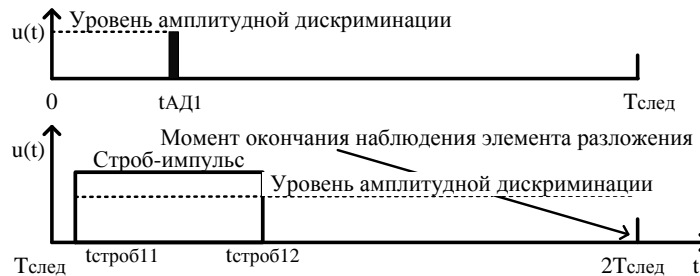 Уровень амплитудной дискриминации
u(t)
0
tАД1
Tслед
Момент окончания наблюдения элемента разложения
u(t)
Строб-импульс
Уровень амплитудной дискриминации
Tслед
tстроб11
tстроб12
2Tслед
t